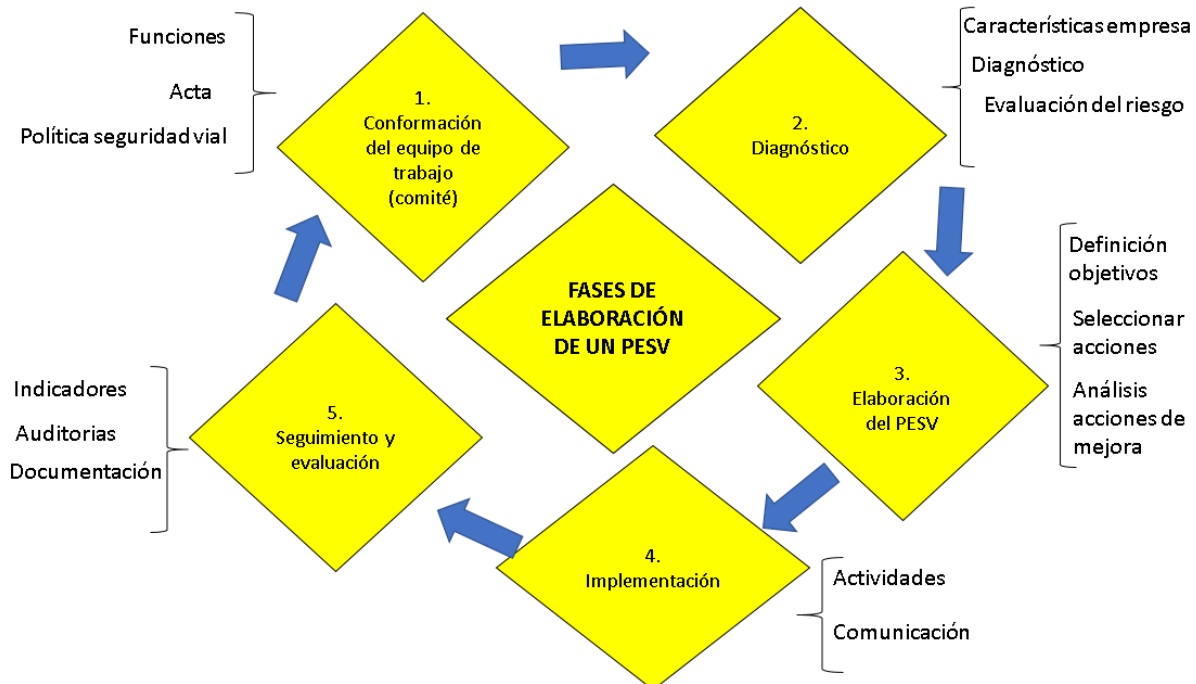 Funciones
Acta
Política seguridad vial
1.
Conformación
del equipo de
trabajo
(comité)
2.
Diagnóstico
Características empresa
Diagnóstico
Evaluación del riesgo
FASES DE
ELABORACIÓN
DE UN PESV
3.
Elaboración
del PESV
Definición
objetivos
Seleccionar
acciones
Análisis
acciones de
mejora
4.
Implementación
Actividades
Comunicación
5.
Seguimiento y
evaluación
Indicadores
Auditorias
Documentación